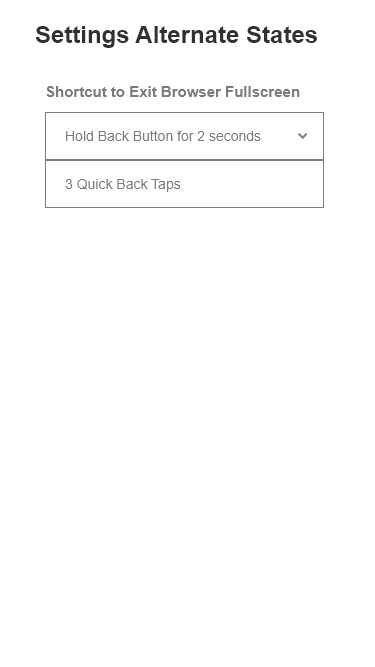 Settings Alternate States
Shortcut to Exit Browser Fullscreen
Hold Back Button for 2 seconds
3 Quick Back Taps